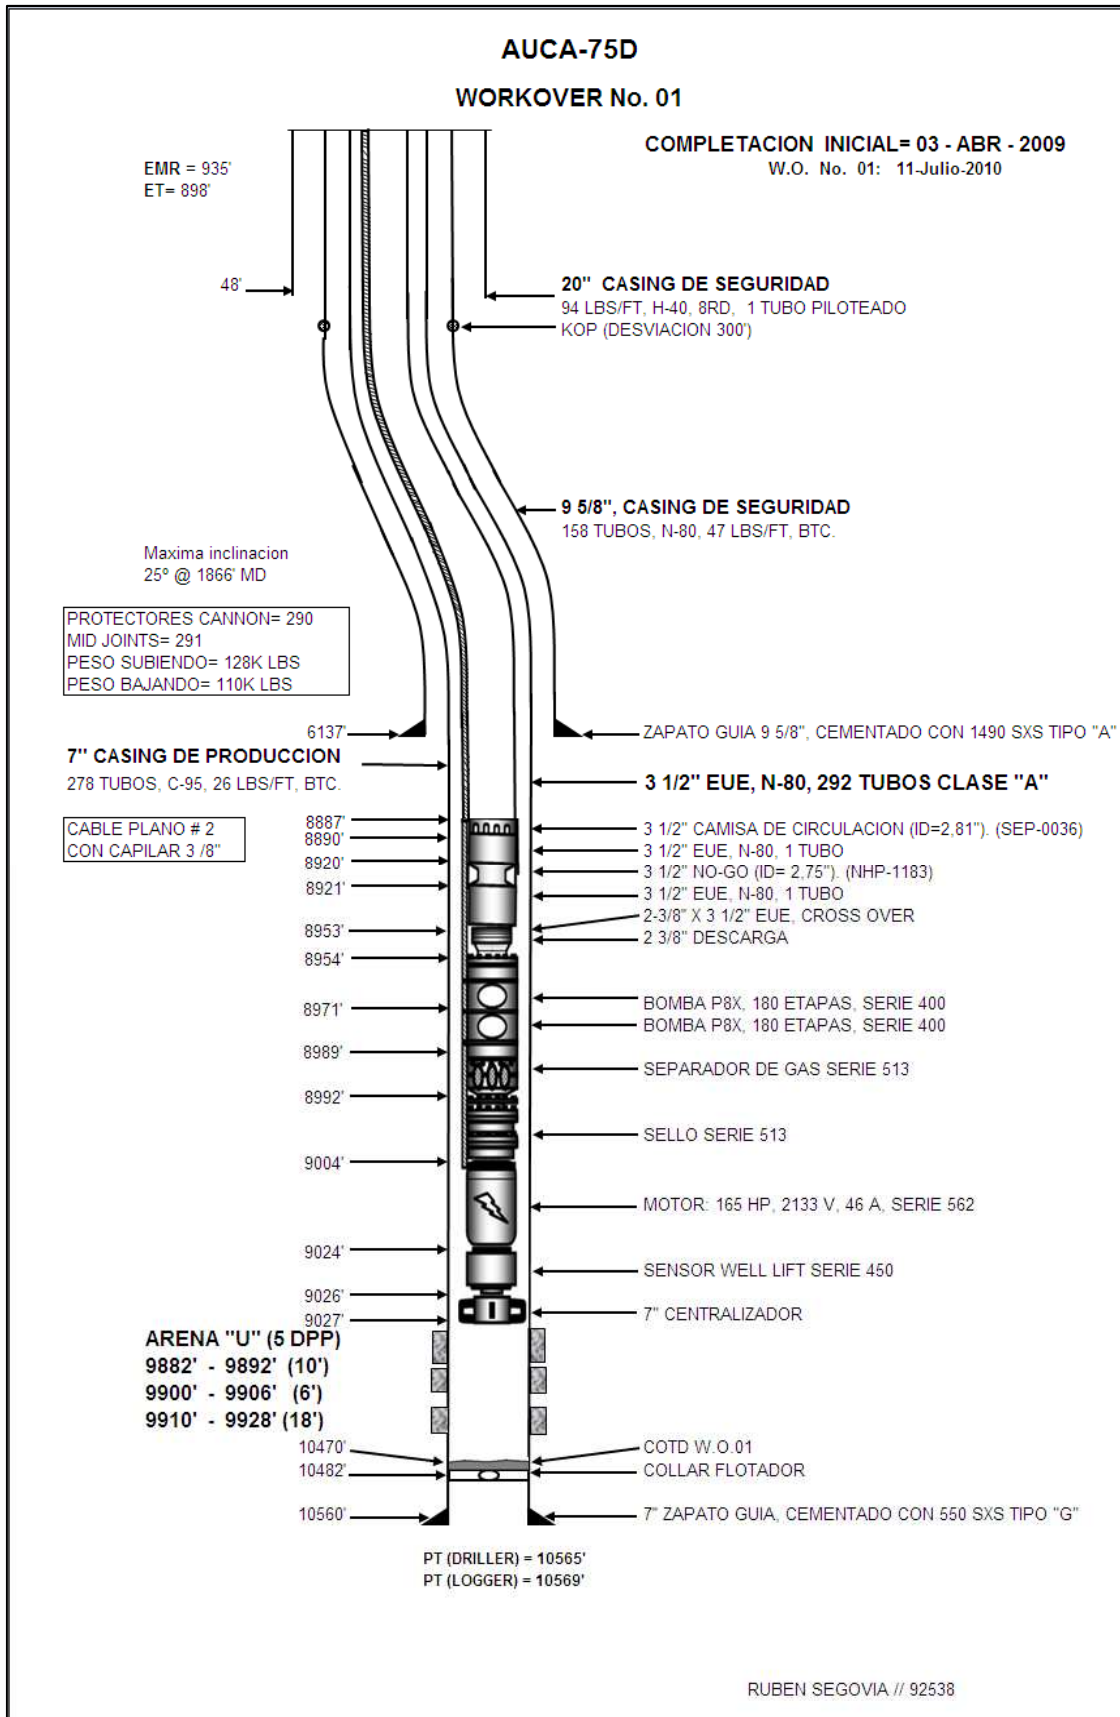 AUCA-75D
WORKOVER No. 01
COMPLETACION INICIAL= 03 - ABR - 2009
W.O. No. 01: 11-Julio-2010
EMR = 935'
ET= 898'
48'
20" CASING DE SEGURIDAD
94 LBS/FT, H-40, 8RD, 1 TUBO PILOTEADO
KOP (DESVIACION 300')
9 5/8", CASING DE SEGURIDAD
158 TUBOS, N-80, 47 LBS/FT, BTC.
Maxima inclinacion
25º @ 1866' MD
PROTECTORES CANNON= 290
MID JOINTS= 291
PESO SUBIENDO= 128K LBS
PESO BAJANDO= 110K LBS
6137'
ZAPATO GUIA 9 5/8", CEMENTADO CON 1490 SXS TIPO "A"
7" CASING DE PRODUCCION
278 TUBOS, C-95, 26 LBS/FT, BTC.
3 1/2" EUE, N-80, 292 TUBOS CLASE "A"
CABLE PLANO # 2
CON CAPILAR 3 /8"
8887'
3 1/2" CAMISA DE CIRCULACION (ID=2,81"). (SEP-0036)
8890'
3 1/2" EUE, N-80, 1 TUBO
8920'
3 1/2" NO-GO (ID= 2,75"). (NHP-1183)
8921'
3 1/2" EUE, N-80, 1 TUBO
2-3/8" X 3 1/2" EUE, CROSS OVER
8953'
2 3/8" DESCARGA
8954'
BOMBA P8X, 180 ETAPAS, SERIE 400
8971'
BOMBA P8X, 180 ETAPAS, SERIE 400
8989'
SEPARADOR DE GAS SERIE 513
8992'
SELLO SERIE 513
9004'
MOTOR: 165 HP, 2133 V, 46 A, SERIE 562
9024'
SENSOR WELL LIFT SERIE 450
9026'
7" CENTRALIZADOR
9027'
ARENA "U" (5 DPP)
9882' - 9892' (10')
9900' - 9906' (6')
9910' - 9928' (18')
10470'
COTD W.O.01
10482'
COLLAR FLOTADOR
10560'
7" ZAPATO GUIA, CEMENTADO CON 550 SXS TIPO "G"
PT (DRILLER) = 10565'
PT (LOGGER) = 10569'
RUBEN SEGOVIA // 92538